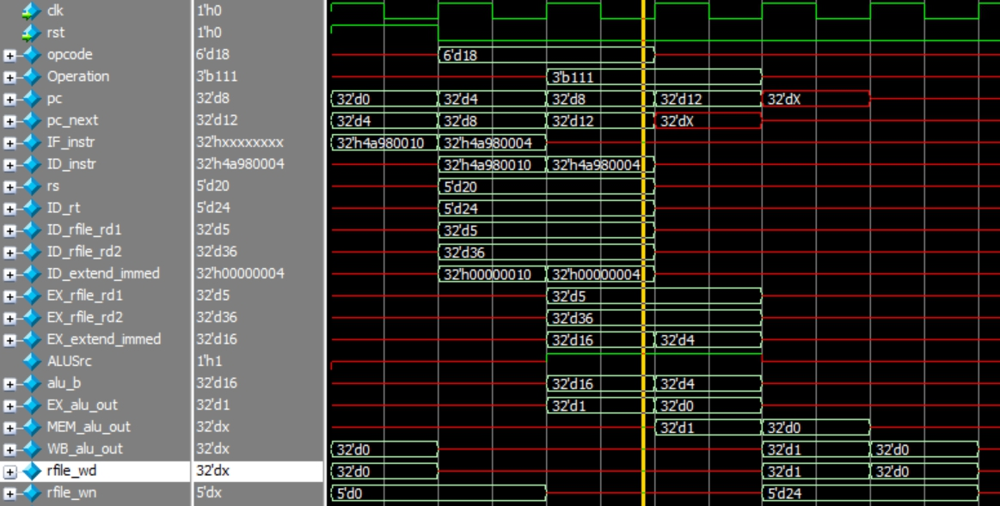 clk 1'h0
rst 1'h0
opcode 6'd18 6'd18
Operation 3'b111 3'b111
pc 32'd8 32'd0 32'd4 32'd8 32'd12 32'dX
pc_next 32'd12 32'd4 32'd8 32'd12 32'dX
IF_instr 32'hxxxxxxxx 32'h4a980010 32'h4a980004
ID_instr 32'h4a980004 32'h4a980010 32'h4a980004
rs 5'd20 5'd20
ID_rt 5'd24 5'd24
ID_rfile_rd1 32'd5 32'd5
ID_rfile_rd2 32'd36 32'd36
ID_extend_immed 32'h00000004 32'h00000010 32'h00000004
EX_rfile_rd1 32'd5 32'd5
EX_rfile_rd2 32'd36 32'd36
EX_extend_immed 32'd16 32'd16 32'd4
ALUSrc 1'h1
alu_b 32'd16 32'd16 32'd4
EX_alu_out 32'd1 32'd1 32'd0
MEM_alu_out 32'dx 32'd1 32'd0
WB_alu_out 32'dx 32'd0 32'd1 32'd0
rfile_wd 32'dx 32'd0 32'd1 32'd0
rfile_wn 5'dx 5'd0 5'd24